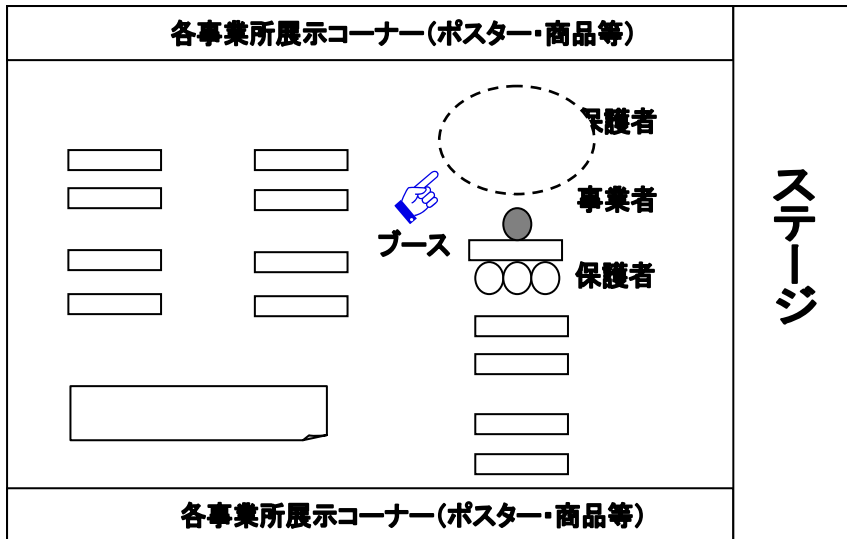 各事業所展示コーナー(ポスター・商品等)
保護者
事業者
ブース
保護者
ステージ
各事業所展示コーナー(ポスター・商品等)